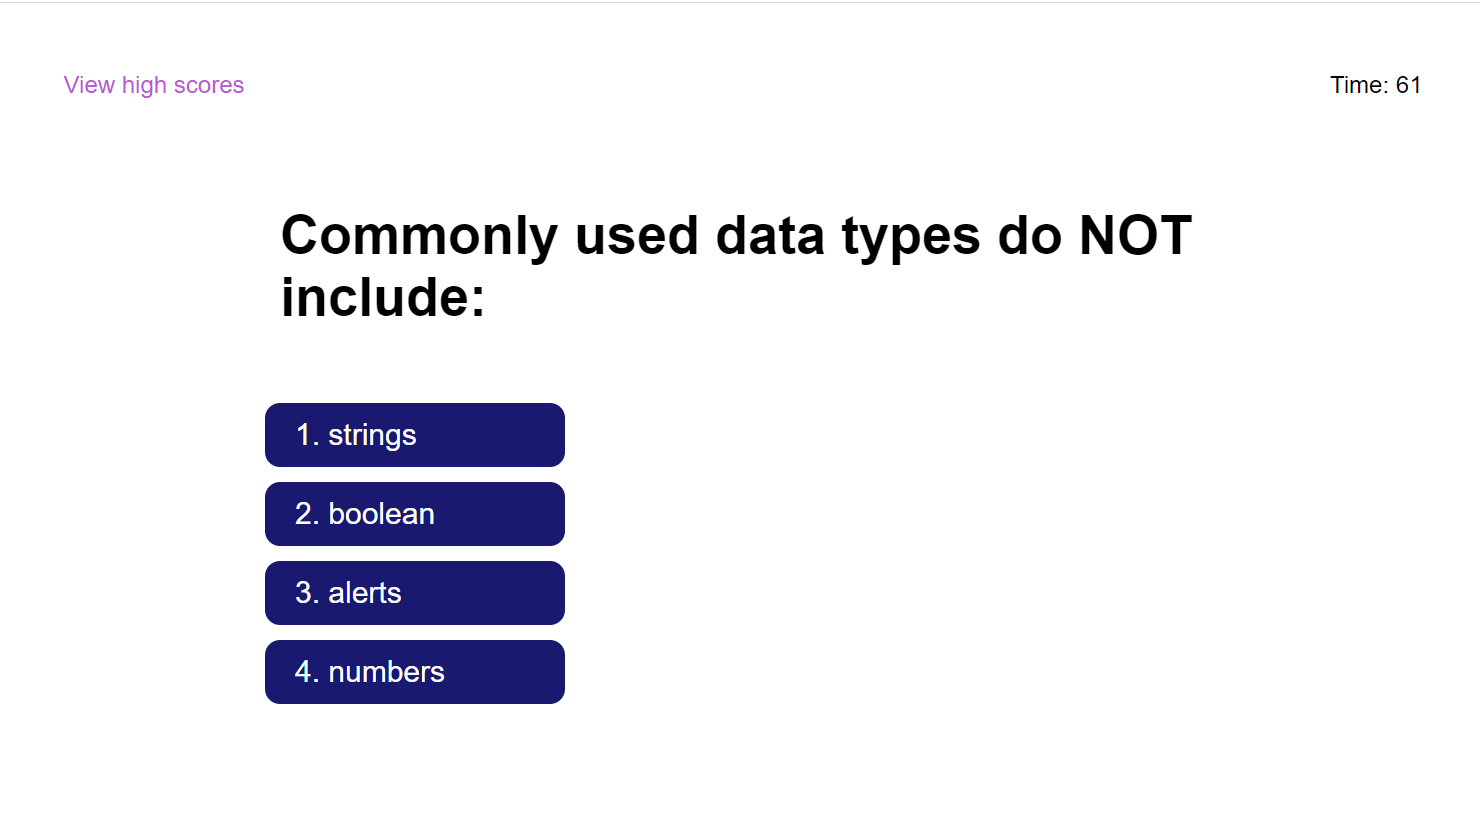 View high scores
Time: 61
Commonly used data types do NOT
include:
1. strings
2. boolean
3. alerts
4. numbers